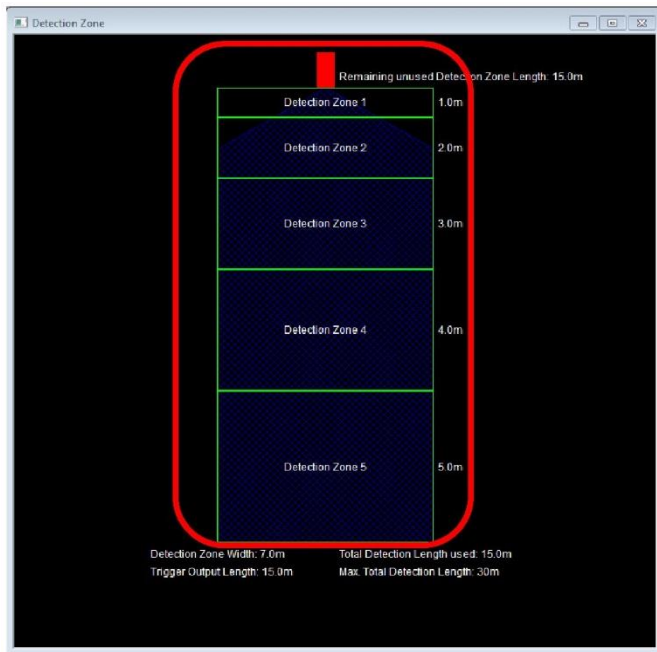 Detection Zone
Remaining unused Detection Zone Length: 15.0m
Detection Zone 1 1.0m
Detection Zone 2 2.0m
Detection Zone 3 3.0m
Detection Zone 4 4.0m
Detection Zone 5 5.0m
Detection Zone Width: 7.0m Total Detection Length used: 15.0m
Trigger Output Length: 15.0m Max. Total Detection Length: 30m